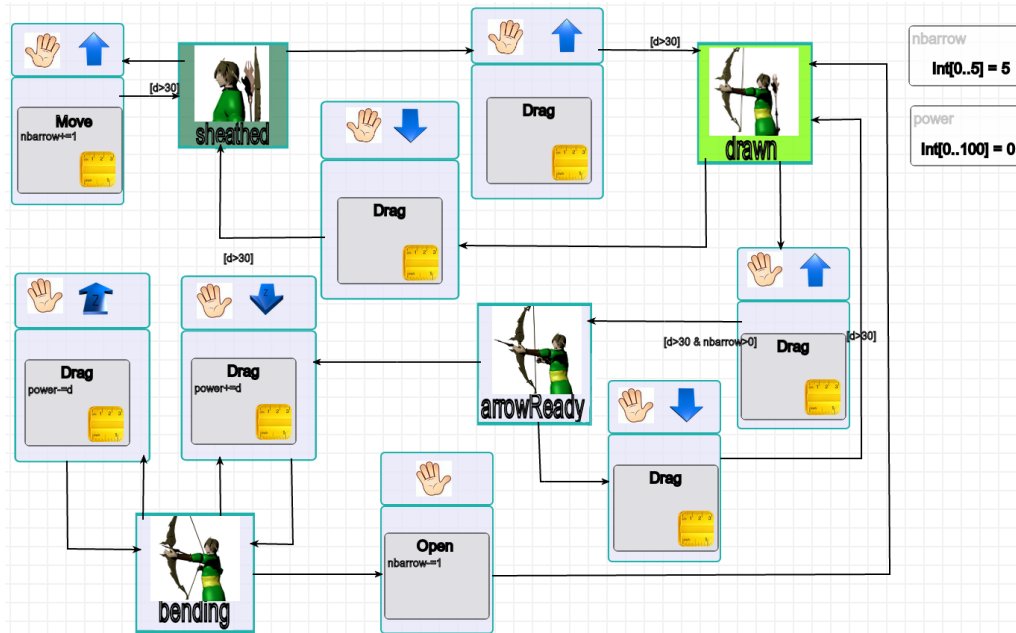 [d>30]
[d>30]
nbarrow
Int[0..5] = 5
[d>30]
Move
nbarrow+=1
sheathed
Drag
drawn
power
Int[0..100] = 0
Drag
[d>30]
[d>30 & nbarrow>0]
[d>30]
Drag
Drag
power-=d
Drag
power+=d
arrowReady
Drag
Open
nbarrow-=1
bending